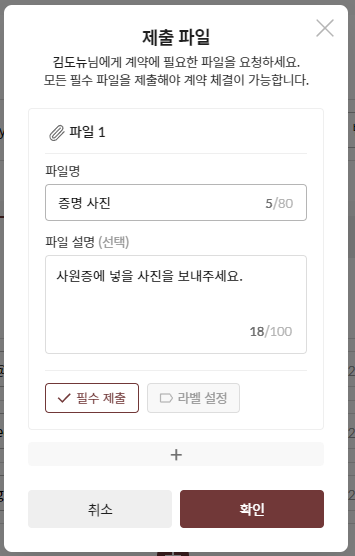 제출 파일
김도뉴님에게 계약에 필요한 파일을 요청하세요.
모든 필수 파일을 제출해야 계약 체결이 가능합니다.
파일 1
파일명
증명 사진 5/80
파일 설명 (선택)
사원증에 넣을 사진을 보내주세요.
18/100
필수 제출 라벨 설정
+
취소 확인